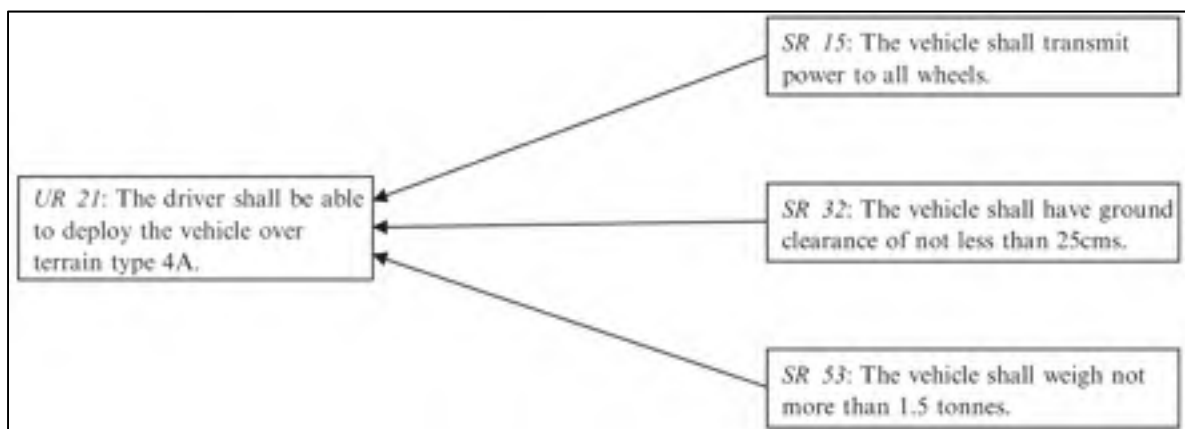 SR 15: The vehicle shall transmit
power to all wheels.
UR 21: The driver shall be able
to deploy the vehicle over
terrain type 4A.
SR 32: The vehicle shall have ground
clearance of not less than 25cms.
SR 53: The vehicle shall weigh not
more than 1.5 tonnes.